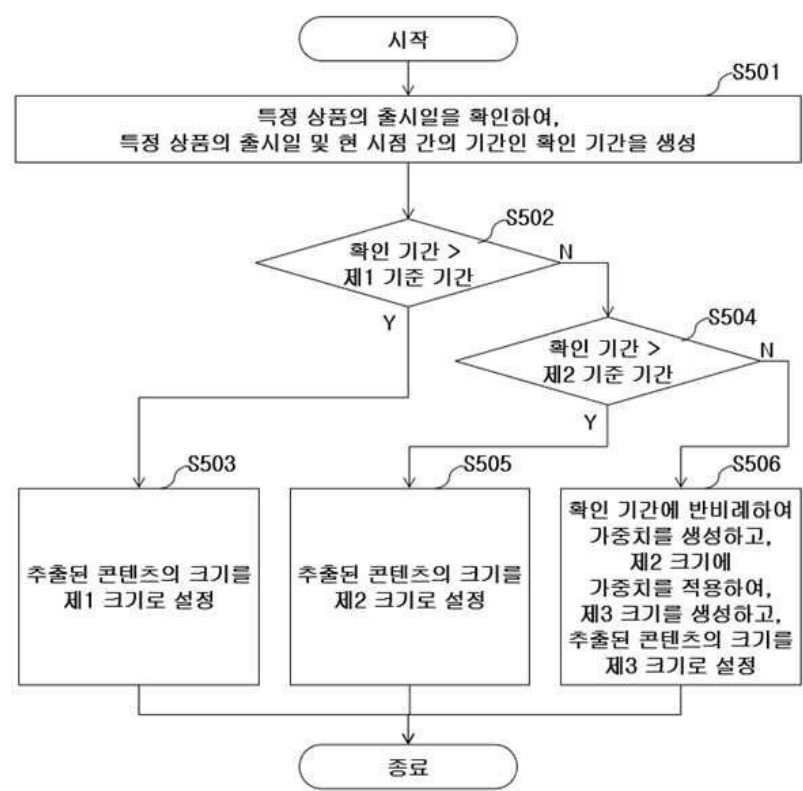 시작
S501
특정 상품의 출시일을 확인하여,
특정 상품의 출시일 및 현 시점 간의 기간인 확인 기간을 생성
S502
확인 기간 >
제1 기준 기간
N
Y
S504
확인 기간 >
제2 기준 기간
N
Y
S503
추출된 콘텐츠의 크기를
제1 크기로 설정
S505
추출된 콘텐츠의 크기를
제2 크기로 설정
S506
확인 기간에 반비례하여
가중치를 생성하고,
제2 크기에
가중치를 적용하여,
제3 크기를 생성하고,
추출된 콘텐츠의 크기를
제3 크기로 설정
종료